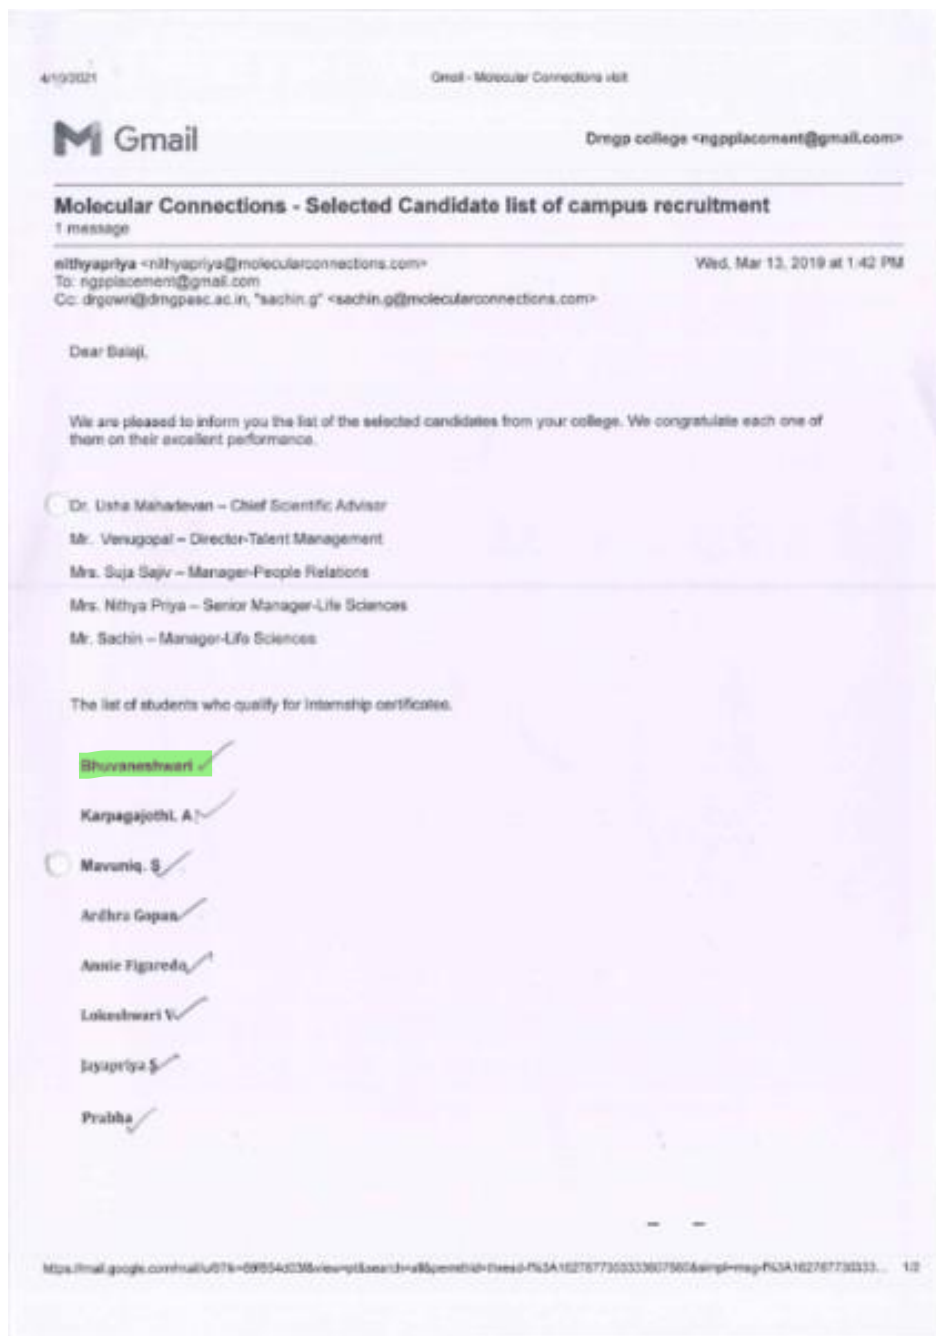 4/10/2021
Gmail - Molecular Connections visit
Gmail
Drngp college <ngpplacement@gmail.com>
Molecular Connections - Selected Candidate list of campus recruitment
1 message
nithyapriya <nithyapriya@molecularconnections.com>
Wed, Mar 13, 2019 at 1:42 PM
To: ngpplacement@gmail.com
Cc: drgowri@drngpasc.ac.in, "sachin.g" <sachin.g@molecularconnections.com>
Dear Balaji,
We are pleased to inform you the list of the selected candidates from your college. We congratulate each one of
them on their excellent performance.
Dr. Usha Mahadevan – Chief Scientific Advisor
Mr. Venugopal – Director-Talent Management
Mrs. Suja Sajiv – Manager-People Relations
Mrs. Nithya Priya – Senior Manager-Life Sciences
Mr. Sachin – Manager-Life Sciences
The list of students who qualify for Internship certificates.
Bhuvaneshwari
Karpagajothi. A
Mavuniq. S
Ardhra Gopan
Annie Figaredo
Lokeshwari V
Jayapriya S
Prabha
1/2